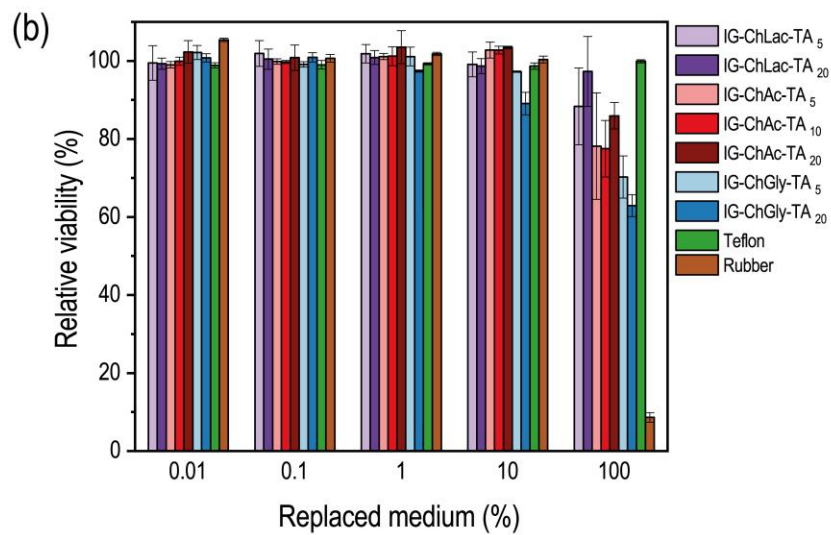 (b)
Relative viability (%)
100
80
60
40
20
0
0.01 0.1 1 10 100
Replaced medium (%)
IG-ChLac-TA 5
IG-ChLac-TA 20
IG-ChAc-TA 5
IG-ChAc-TA 10
IG-ChAc-TA 20
IG-ChGly-TA 5
IG-ChGly-TA 20
Teflon
Rubber